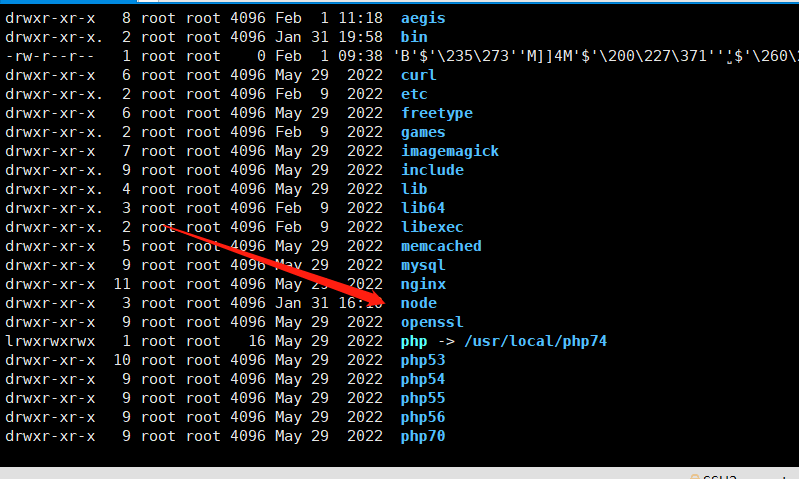 drwxr-xr-x 8 root root 4096 Feb 1 11:18 aegis
drwxr-xr-x. 2 root root 4096 Jan 31 19:58 bin
-rw-r--r-- 1 root root 0 Feb 1 09:38 'B'$'\235\273''M]]4M'$'\200\227\371'''$'\260\
drwxr-xr-x 6 root root 4096 May 29 2022 curl
drwxr-xr-x. 2 root root 4096 Feb 9 2022 etc
drwxr-xr-x 6 root root 4096 May 29 2022 freetype
drwxr-xr-x. 2 root root 4096 Feb 9 2022 games
drwxr-xr-x 7 root root 4096 May 29 2022 imagemagick
drwxr-xr-x. 9 root root 4096 May 29 2022 include
drwxr-xr-x. 4 root root 4096 May 29 2022 lib
drwxr-xr-x. 3 root root 4096 Feb 9 2022 lib64
drwxr-xr-x. 2 root root 4096 Feb 9 2022 libexec
drwxr-xr-x 5 root root 4096 May 29 2022 memcached
drwxr-xr-x 9 root root 4096 May 29 2022 mysql
drwxr-xr-x 11 root root 4096 May 29 2022 nginx
drwxr-xr-x 3 root root 4096 Jan 31 node
drwxr-xr-x 9 root root 4096 May 29 2022 openssl
lrwxrwxrwx 1 root root 16 May 29 2022 php -> /usr/local/php74
drwxr-xr-x 10 root root 4096 May 29 2022 php53
drwxr-xr-x 9 root root 4096 May 29 2022 php54
drwxr-xr-x 9 root root 4096 May 29 2022 php55
drwxr-xr-x 9 root root 4096 May 29 2022 php56
drwxr-xr-x 9 root root 4096 May 29 2022 php70